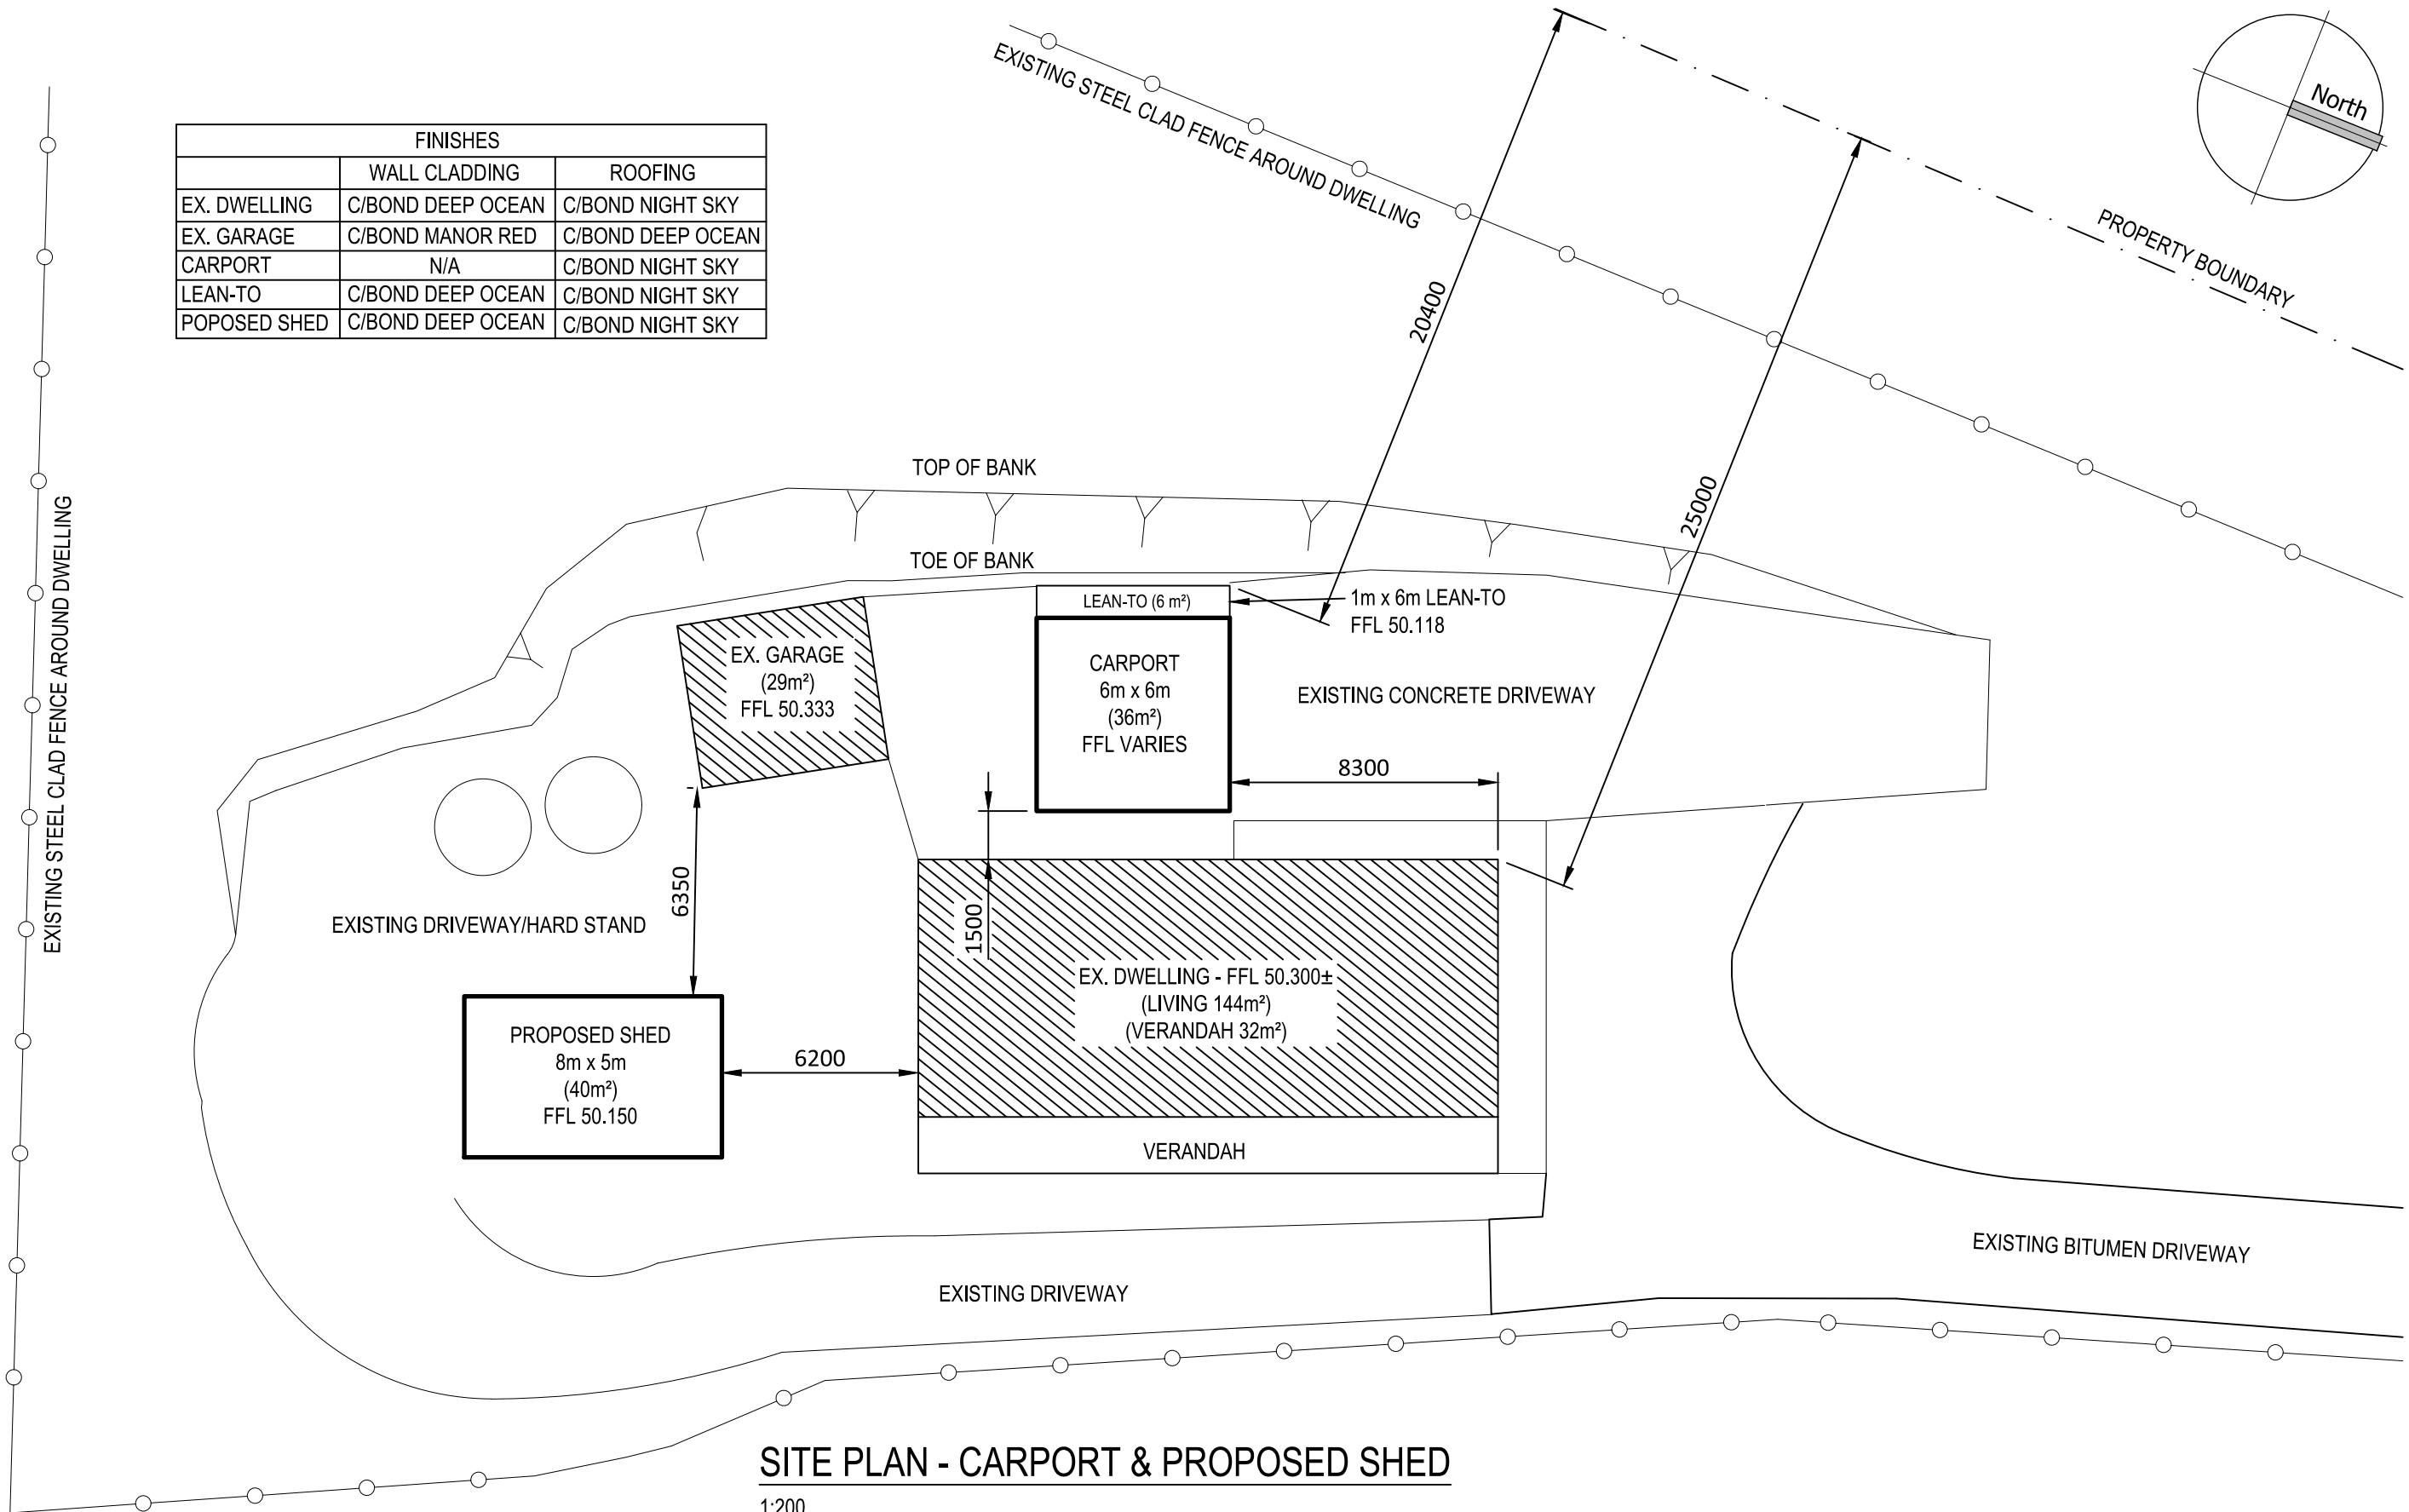 EXISTING STEEL CLAD FENCE AROUND DWELLING
North
PROPERTY BOUNDARY
FINISHES
WALL CLADDING ROOFING
EX. DWELLING C/BOND DEEP OCEAN C/BOND NIGHT SKY
EX. GARAGE C/BOND MANOR RED C/BOND DEEP OCEAN
CARPORT N/A C/BOND NIGHT SKY
LEAN-TO C/BOND DEEP OCEAN C/BOND NIGHT SKY
POPOSED SHED C/BOND DEEP OCEAN C/BOND NIGHT SKY
20400
25000
EXISTING STEEL CLAD FENCE AROUND DWELLING
TOP OF BANK
TOE OF BANK
LEAN-TO (6 m²)
1m x 6m LEAN-TO
FFL 50.118
EX. GARAGE
(29m²)
FFL 50.333
CARPORT
6m x 6m
(36m²)
FFL VARIES
EXISTING CONCRETE DRIVEWAY
8300
6350
1500
EXISTING DRIVEWAY/HARD STAND
EX. DWELLING - FFL 50.300±
(LIVING 144m²)
(VERANDAH 32m²)
PROPOSED SHED
8m x 5m
(40m²)
FFL 50.150
6200
VERANDAH
EXISTING BITUMEN DRIVEWAY
EXISTING DRIVEWAY
SITE PLAN - CARPORT & PROPOSED SHED
1:200